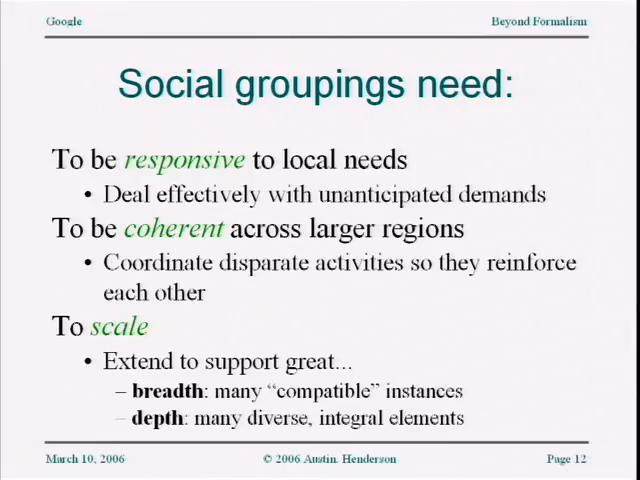 Google Beyond Formalism
Social groupings need:
To be responsive to local needs
• Deal effectively with unanticipated demands
To be coherent across larger regions
• Coordinate disparate activities so they reinforce
each other
To scale
• Extend to support great...
– breadth: many “compatible” instances
– depth: many diverse, integral elements
March 10, 2006 © 2006 Austin. Henderson Page 12